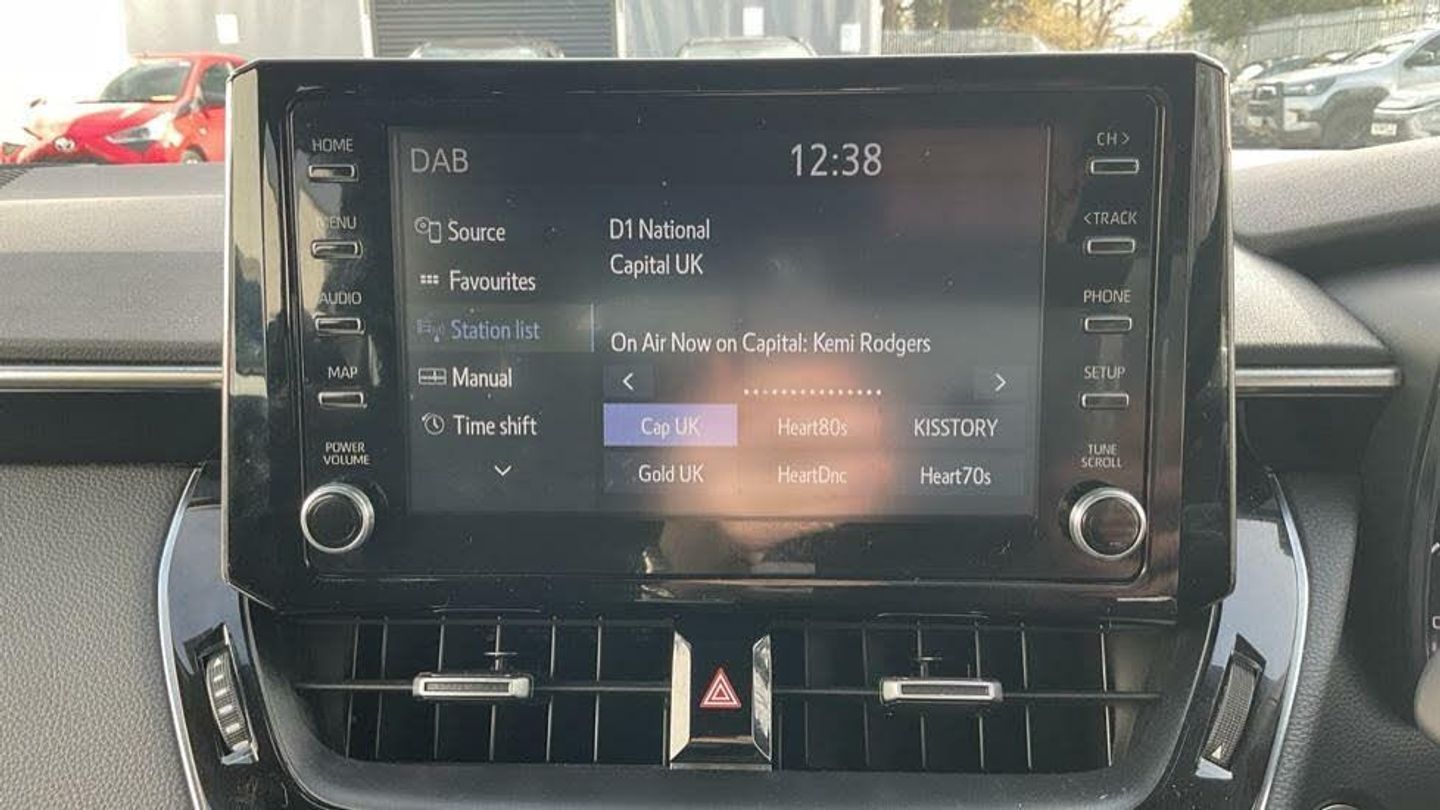 HOME
MENU
AUDIO
MAP
POWER
VOLUME
DAB
12:38
Source
Favourites
Station list
Manual
Time shift
D1 National
Capital UK
On Air Now on Capital: Kemi Rodgers
Cap UK
Heart80s
KISSTORY
Gold UK
HeartDnc
Heart70s
CH >
<TRACK
PHONE
SETUP
TUNE
SCROLL